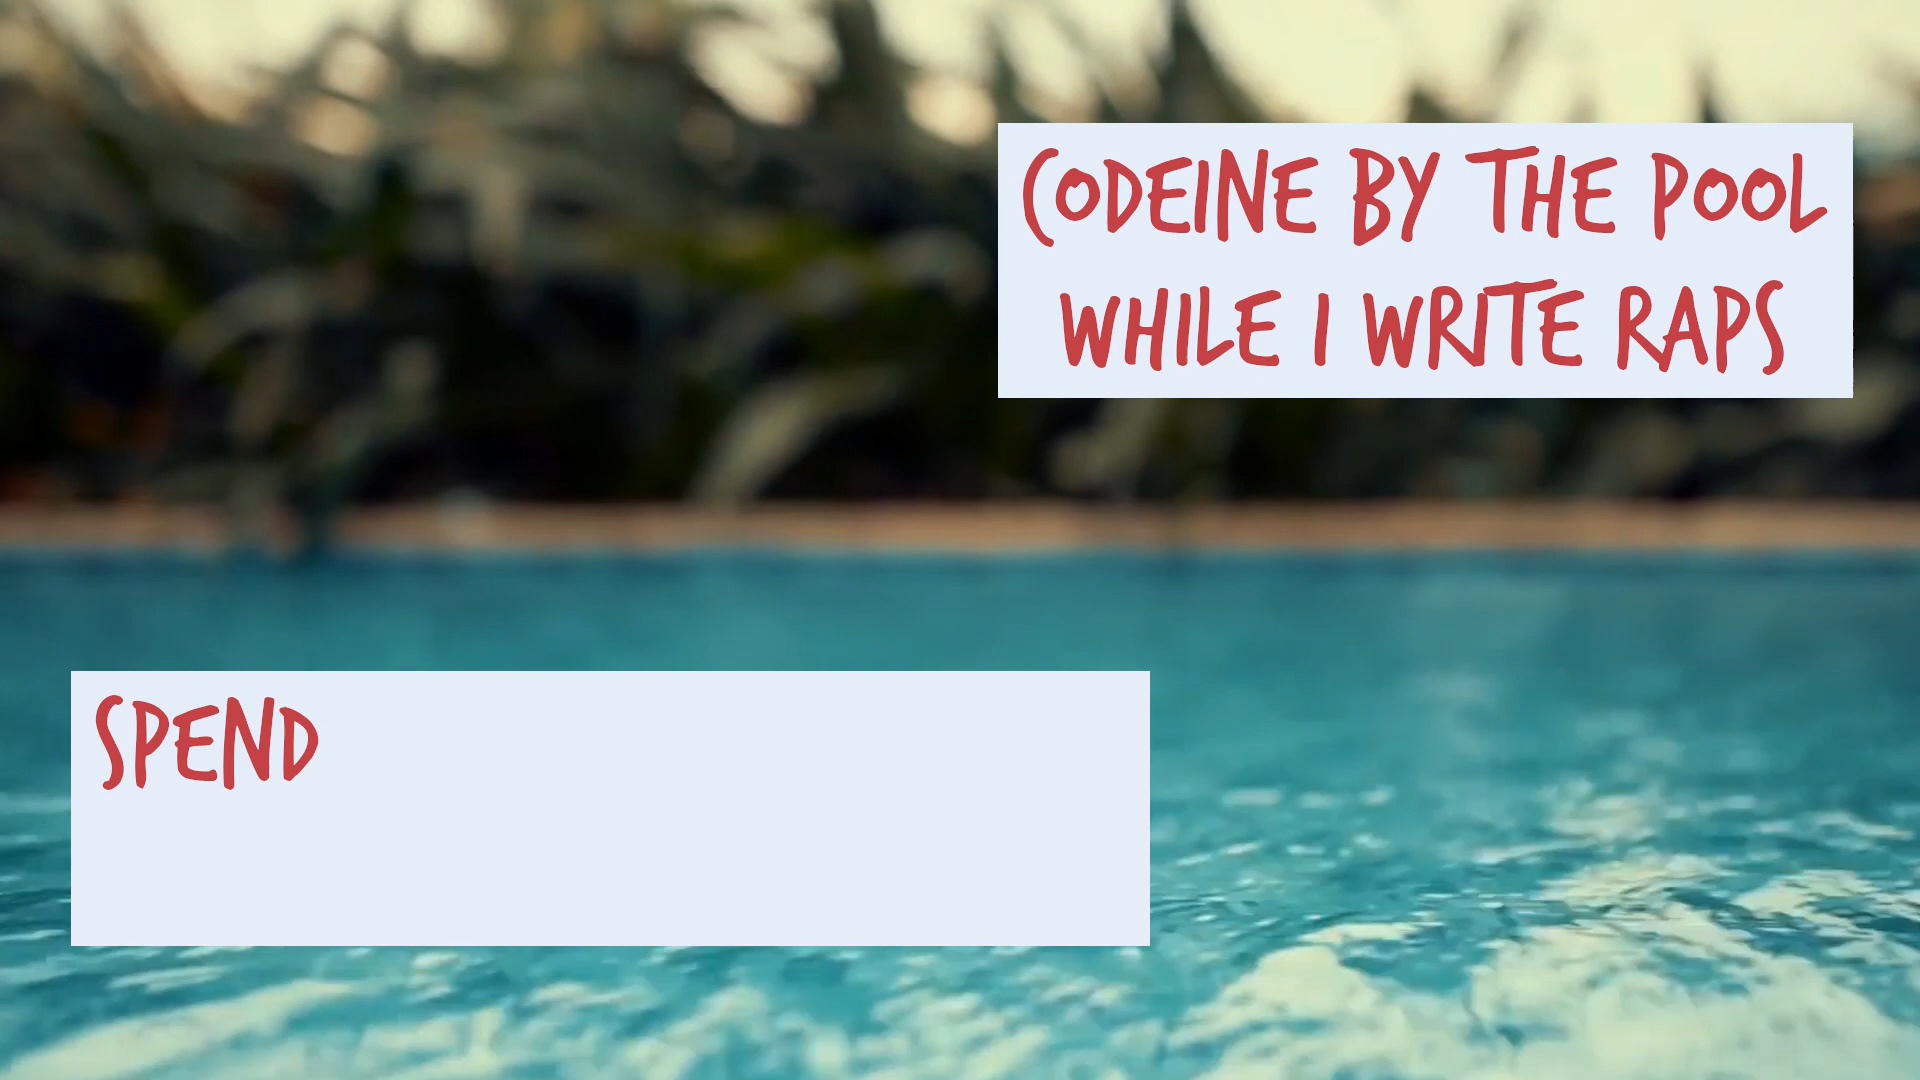 CODEINE BY THE POOL
WHILE I WRITE RAPS
SPEND